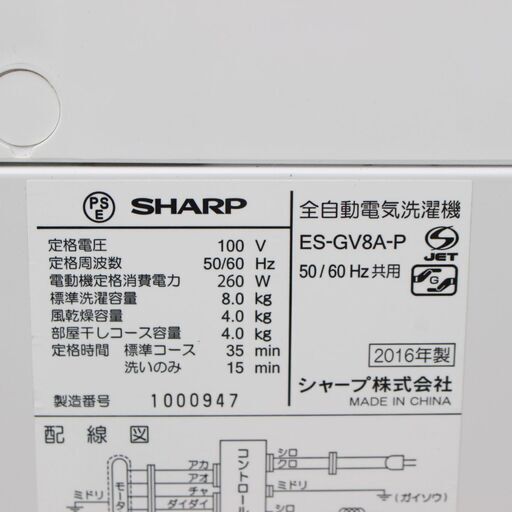 PS
E
SHARP
定格電圧 100 V
定格周波数 50/60 Hz
電動機定格消費電力 260 W
標準洗濯容量 8.0 kg
風乾燥容量 4.0 kg
部屋干しコース容量 4.0 kg
定格時間 標準コース 35 min
洗いのみ 15 min
製造番号 1000947
全自動電気洗濯機
ES-GV8A-P
S
JET
50/60 Hz 共用
G
2016年製
シャープ株式会社
MADE IN CHINA
配線図
ミドリ
モータ
アカ
アオ
チャ
ダイダイ
コントロール
シロ
クロ
ミドリ
(ガイソウ)
シロ